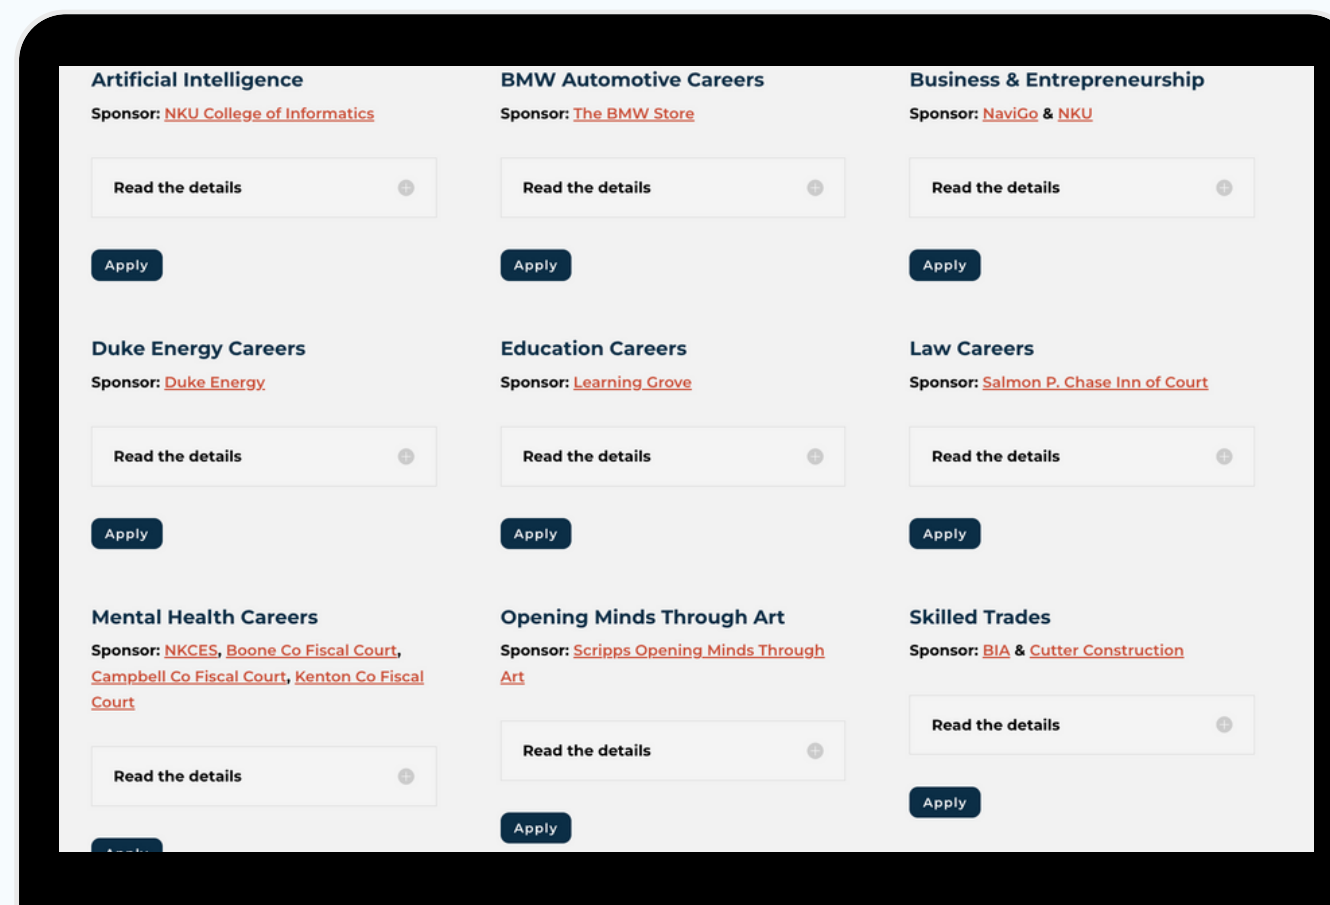 Artificial Intelligence
Sponsor: NKU College of Informatics
Read the details
Apply
BMW Automotive Careers
Sponsor: The BMW Store
Read the details
Apply
Business & Entrepreneurship
Sponsor: NaviGo & NKU
Read the details
Apply
Duke Energy Careers
Sponsor: Duke Energy
Read the details
Apply
Education Careers
Sponsor: Learning Grove
Read the details
Apply
Law Careers
Sponsor: Salmon P. Chase Inn of Court
Read the details
Apply
Mental Health Careers
Sponsor: NKCES, Boone Co Fiscal Court,
Campbell Co Fiscal Court, Kenton Co Fiscal
Court
Read the details
Apply
Opening Minds Through Art
Sponsor: Scripps Opening Minds Through
Art
Read the details
Apply
Skilled Trades
Sponsor: BIA & Cutter Construction
Read the details
Apply